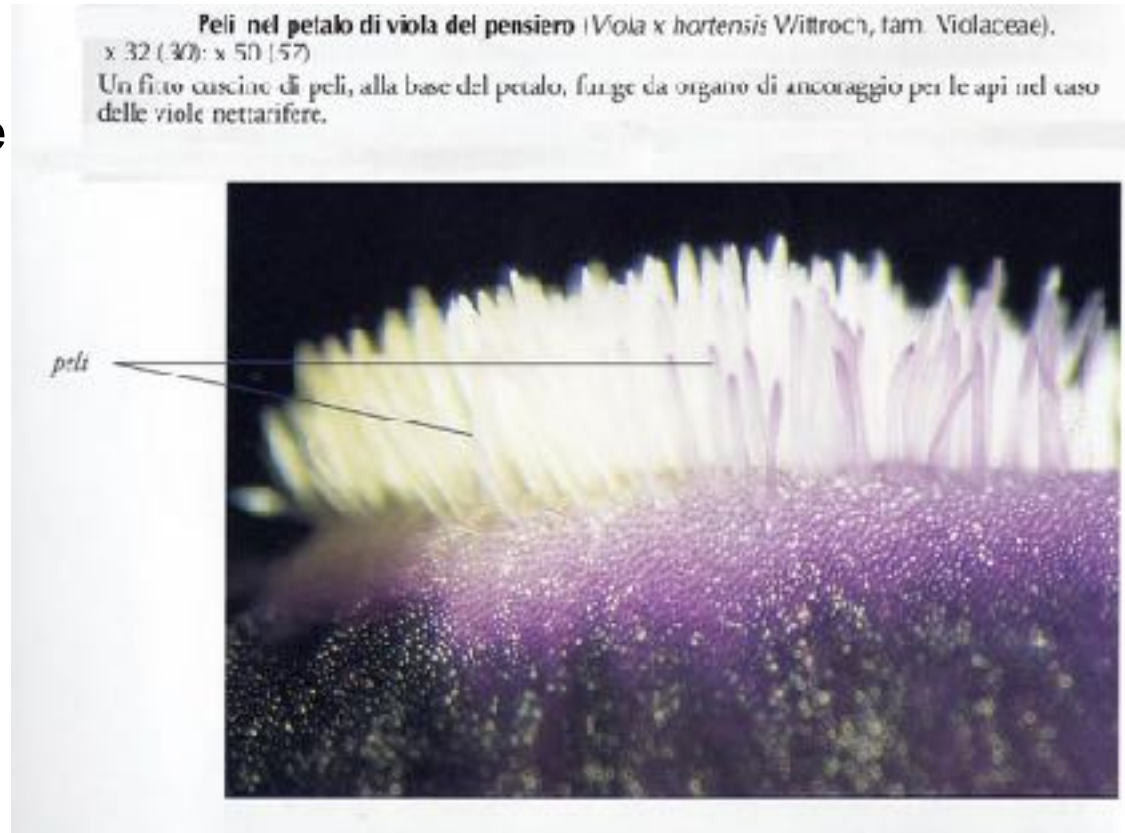 Peli nel petalo di viola del pensiero (Viola x hortensis Wittroch, fam. Violaceae).
x 32 (30): x 50 (57)
Un fitto cuscino di peli, alla base del petalo, funge da organo di ancoraggio per le api nel caso
delle viole nettarifere.
e
peli